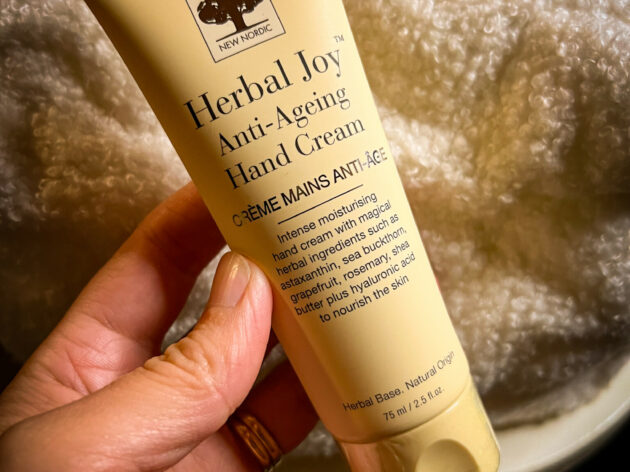 NEW NORDIC
Herbal Joy™
Anti-Ageing
Hand Cream
CRÈME MAINS ANTI-ÂGE
Intense moisturising
hand cream with magical
herbal ingredients such as
astaxanthin, sea buckthorn,
grapefruit, rosemary, shea
butter plus hyaluronic acid
to nourish the skin
Herbal Base. Natural Origin
75 ml / 2.5 fl.oz.